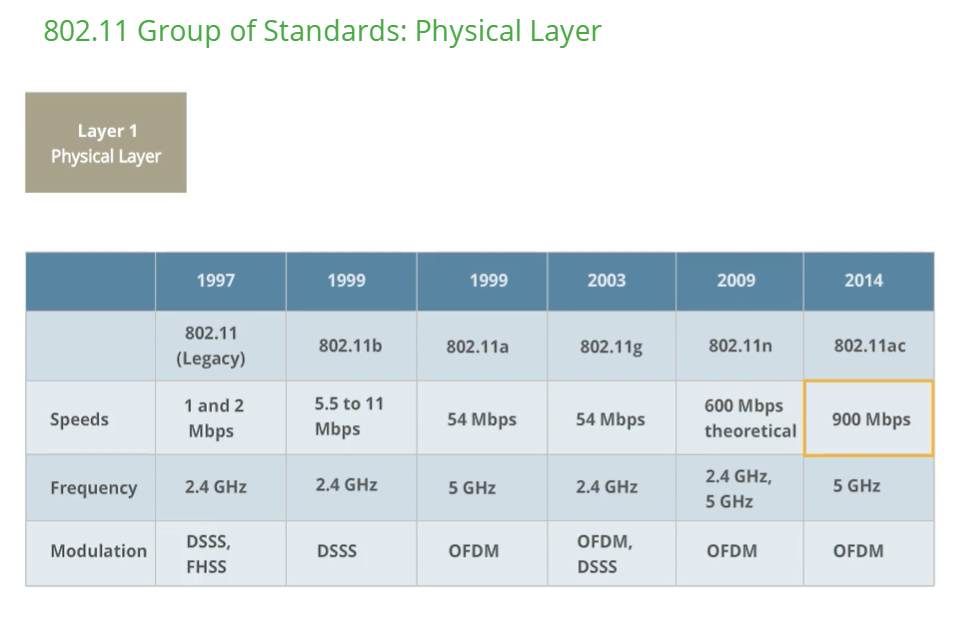 802.11 Group of Standards: Physical Layer
Layer 1
Physical Layer
1997 1999 1999 2003 2009 2014
802.11 (Legacy) 802.11b 802.11a 802.11g 802.11n 802.11ac
Speeds 1 and 2 Mbps 5.5 to 11 Mbps 54 Mbps 54 Mbps 600 Mbps theoretical 900 Mbps
Frequency 2.4 GHz 2.4 GHz 5 GHz 2.4 GHz 2.4 GHz, 5 GHz 5 GHz
Modulation DSSS, FHSS DSSS OFDM OFDM, DSSS OFDM OFDM